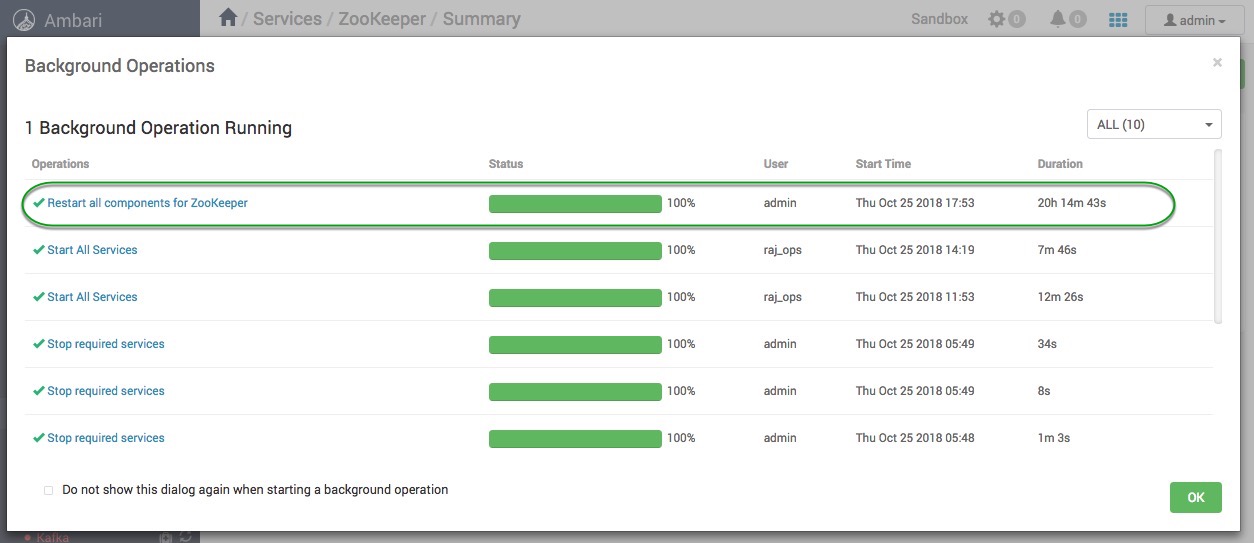 Ambari
/ Services / ZooKeeper / Summary
Sandbox 0 0 admin
Background Operations ×
1 Background Operation Running
ALL (10)
Operations Status User Start Time Duration
Restart all components for ZooKeeper 100% admin Thu Oct 25 2018 17:53 20h 14m 43s
Start All Services 100% raj_ops Thu Oct 25 2018 14:19 7m 46s
Start All Services 100% raj_ops Thu Oct 25 2018 11:53 12m 26s
Stop required services 100% admin Thu Oct 25 2018 05:49 34s
Stop required services 100% admin Thu Oct 25 2018 05:49 8s
Stop required services 100% admin Thu Oct 25 2018 05:48 1m 3s
Do not show this dialog again when starting a background operation
OK
Kafka